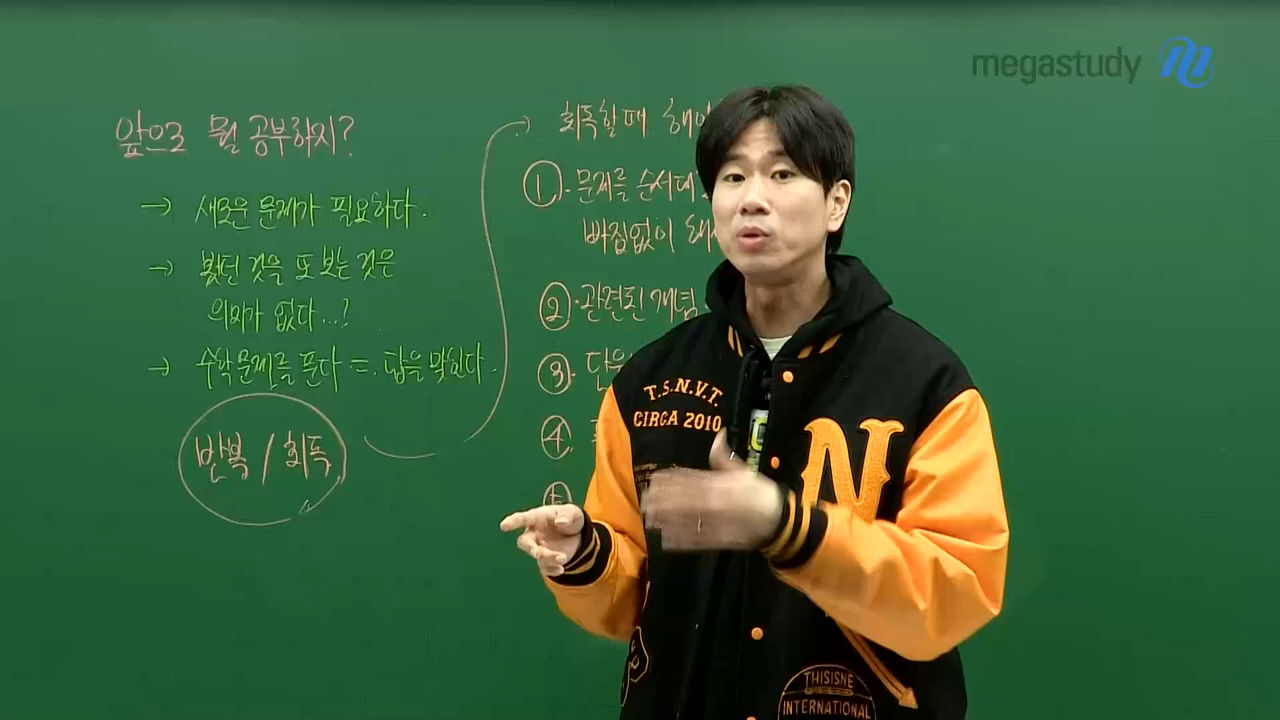 megastudy
앞으로 뭘 공부하지?
→ 새로운 문제가 필요하다.
→ 봤던 것을 또 보는 것은
의미가 없다...?
→ 수학문제를 푼다 = 답을 맞힌다.
반복 / 회독
회독할 때 해야
①. 문제를 순서대로
빠짐없이
②. 관련된 개념
③. 답을
④.
⑤
T.S.N.V.T.
CIRCA 2010
N
THISISNE
INTERNATIONAL